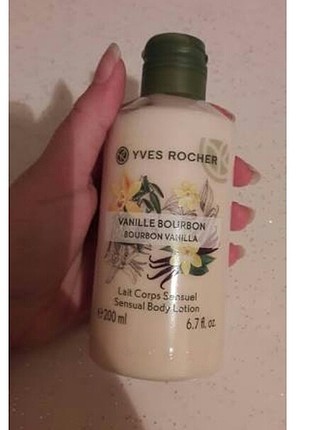 YVES ROCHER
VANILLE BOURBON
BOURBON VANILLA
Lait Corps Sensuel
Sensual Body Lotion
℮200 ml 6.7 fl. oz.